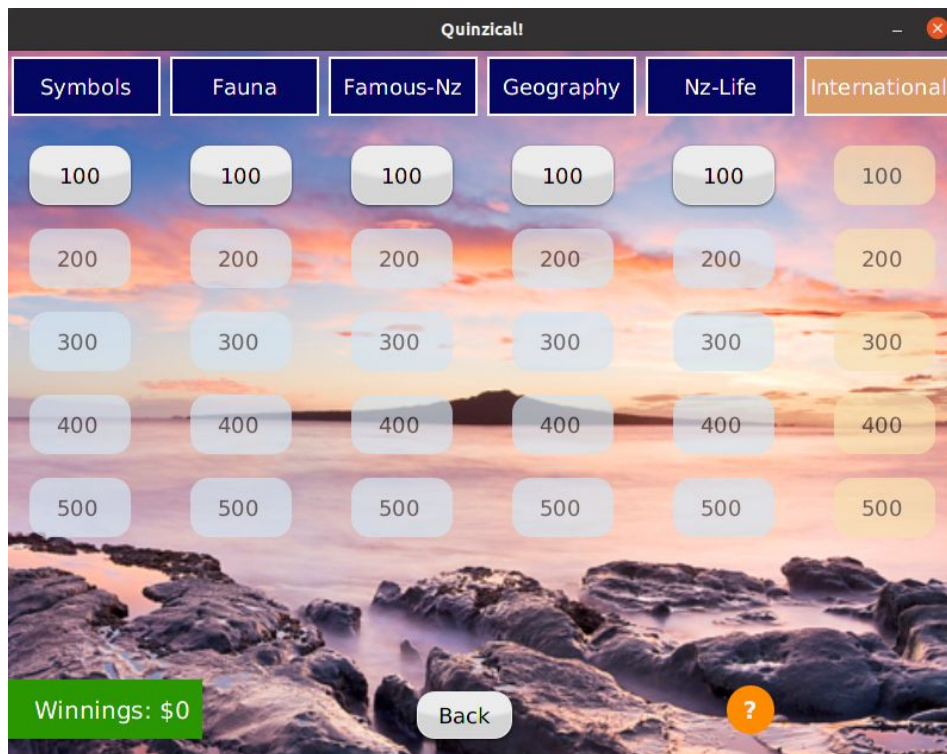 Quinzical!
Symbols Fauna Famous-Nz Geography Nz-Life International
100 100 100 100 100 100
200 200 200 200 200 200
300 300 300 300 300 300
400 400 400 400 400 400
500 500 500 500 500 500
Winnings: $0 Back ?